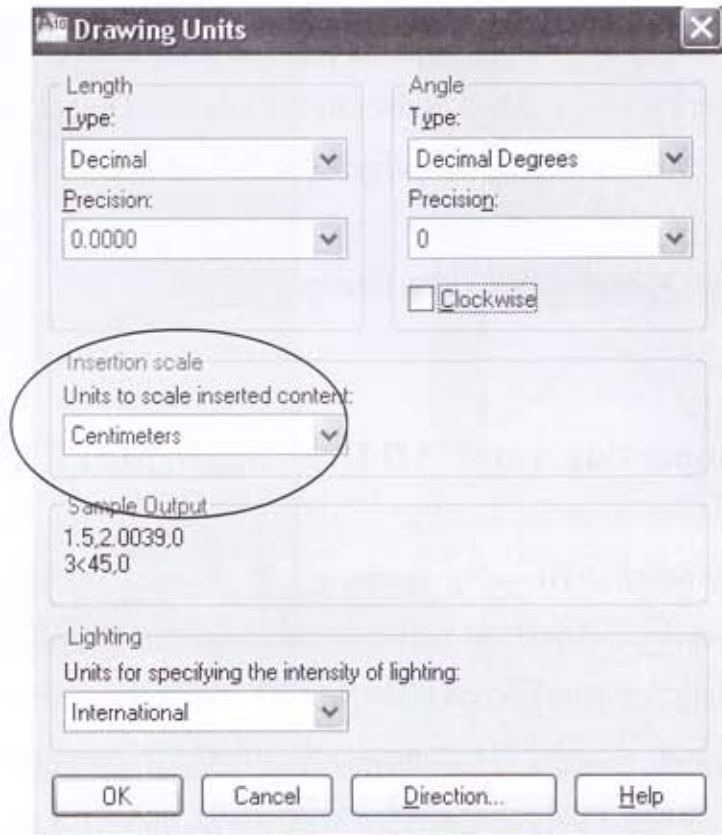 Drawing Units
Length
Type:
Decimal
Precision:
0.0000
Angle
Type:
Decimal Degrees
Precision:
0
Clockwise
Insertion scale
Units to scale inserted content:
Centimeters
Sample Output
1.5,2.0039,0
3<45,0
Lighting
Units for specifying the intensity of lighting:
International
OK
Cancel
Direction...
Help